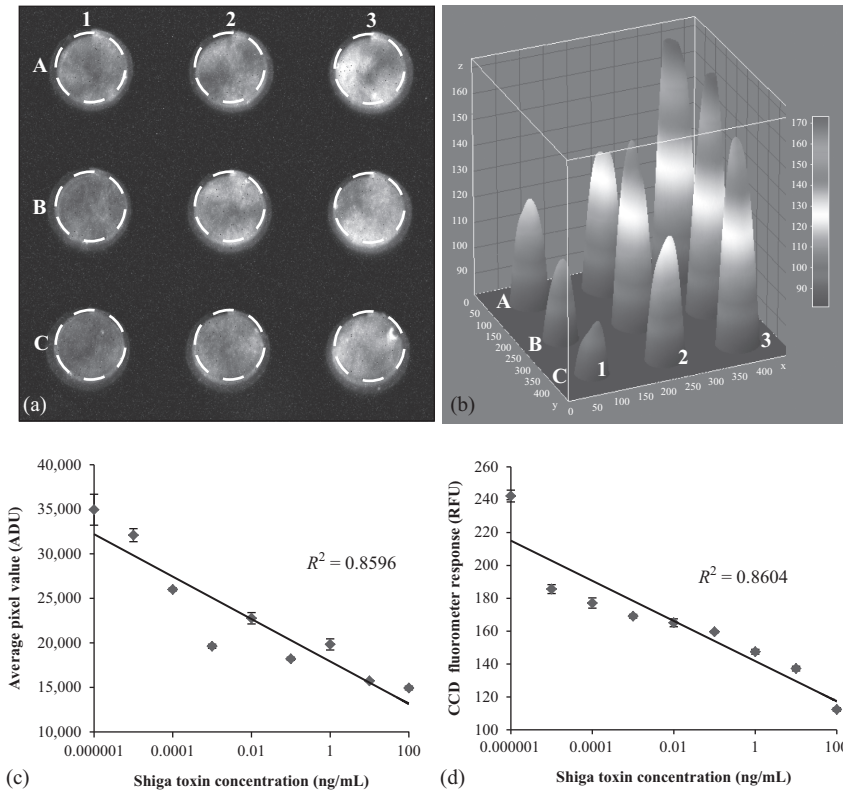 1 2 3
A
B
C
(a)
z
160
150
140
130
120
110
100
90
0
50
100
150
200
250
300
350
400
y
0 50 100 150 200 250 300 350 400
x
A
B
C
1
2
3
170
160
150
140
130
120
110
100
90
(b)
40,000
35,000
30,000
25,000
20,000
15,000
10,000
Average pixel value (ADU)
R² = 0.8596
0.000001 0.0001 0.01 1 100
Shiga toxin concentration (ng/mL)
(c)
260
240
220
200
180
160
140
120
100
CCD fluorometer response (RFU)
R² = 0.8604
0.000001 0.0001 0.01 1 100
Shiga toxin concentration (ng/mL)
(d)